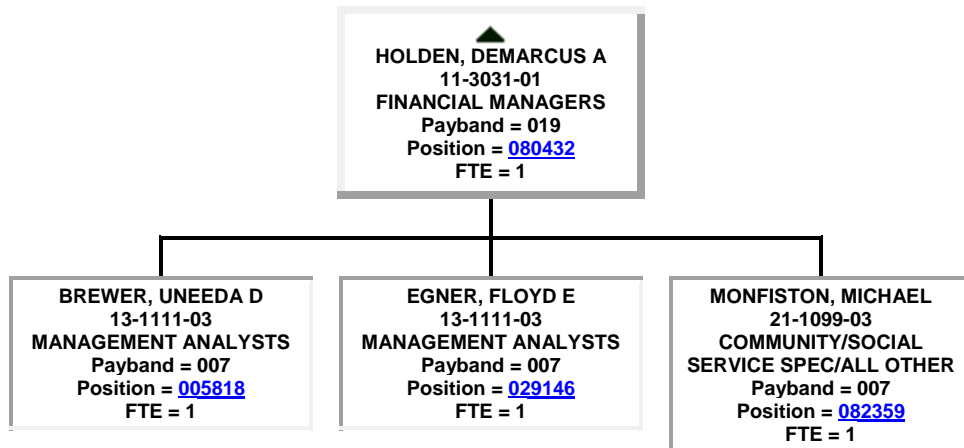 HOLDEN, DEMARCUS A
11-3031-01
FINANCIAL MANAGERS
Payband = 019
Position = 080432
FTE = 1
BREWER, UNEEDA D
13-1111-03
MANAGEMENT ANALYSTS
Payband = 007
Position = 005818
FTE = 1
EGNER, FLOYD E
13-1111-03
MANAGEMENT ANALYSTS
Payband = 007
Position = 029146
FTE = 1
MONFISTON, MICHAEL
21-1099-03
COMMUNITY/SOCIAL
SERVICE SPEC/ALL OTHER
Payband = 007
Position = 082359
FTE = 1